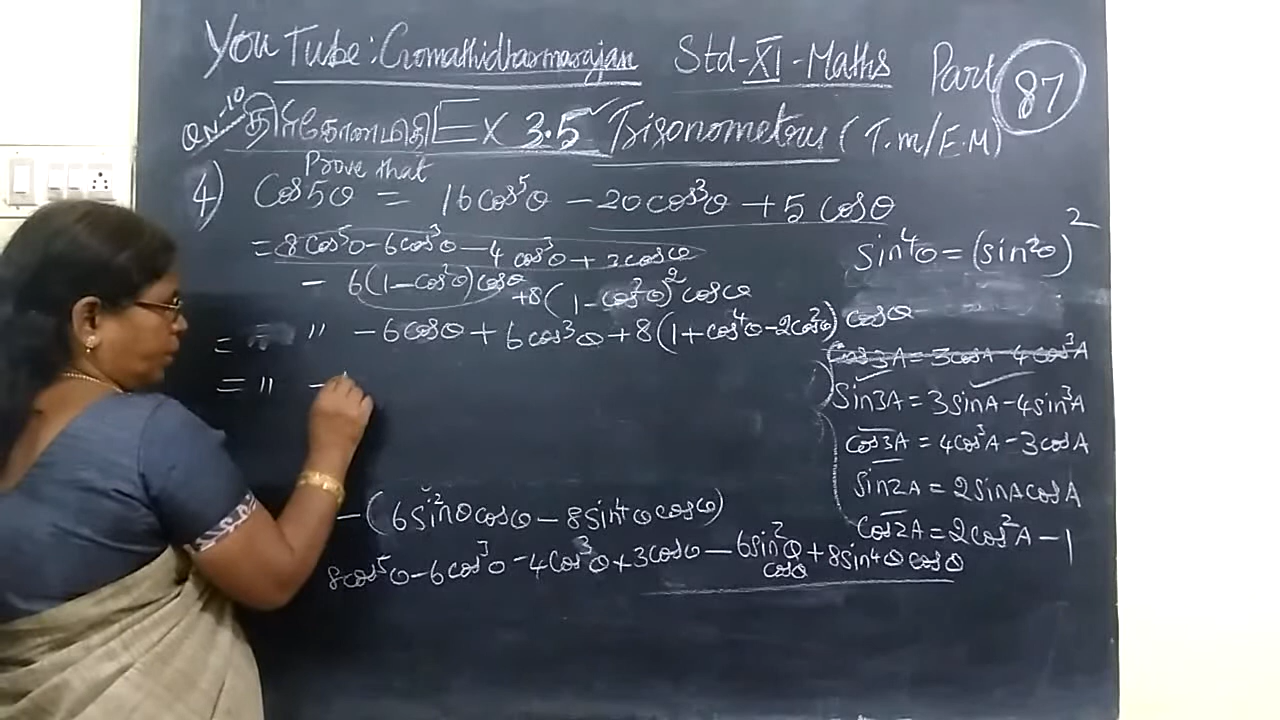 YouTube: Gomathidharmarajan Std-XI-Maths Part 87
QN-10 திரிகோணமிதி EX 3.5 Trigonometry (T.M/E.M)
Prove that
4) Cos5θ = 16cos⁵θ - 20cos³θ + 5cosθ
= 8cos⁵θ - 6cos³θ - 4cos³θ + 3cosθ
- 6(1-cos²θ)cosθ + 8(1-cos²θ)²cosθ
= " - 6cosθ + 6cos³θ + 8(1+cos⁴θ-2cos²θ)cosθ
= " -
- (6sin²θcosθ - 8sin⁴θcosθ)
8cos⁵θ - 6cos³θ - 4cos³θ + 3cosθ - 6sin²θcosθ + 8sin⁴θcosθ
sin⁴θ = (sin²θ)²
Cos3A = 3cosA - 4cos³A
Sin3A = 3sinA - 4sin³A
Cos3A = 4cos³A - 3cosA
Sin2A = 2sinAcosA
Cos2A = 2cos²A - 1